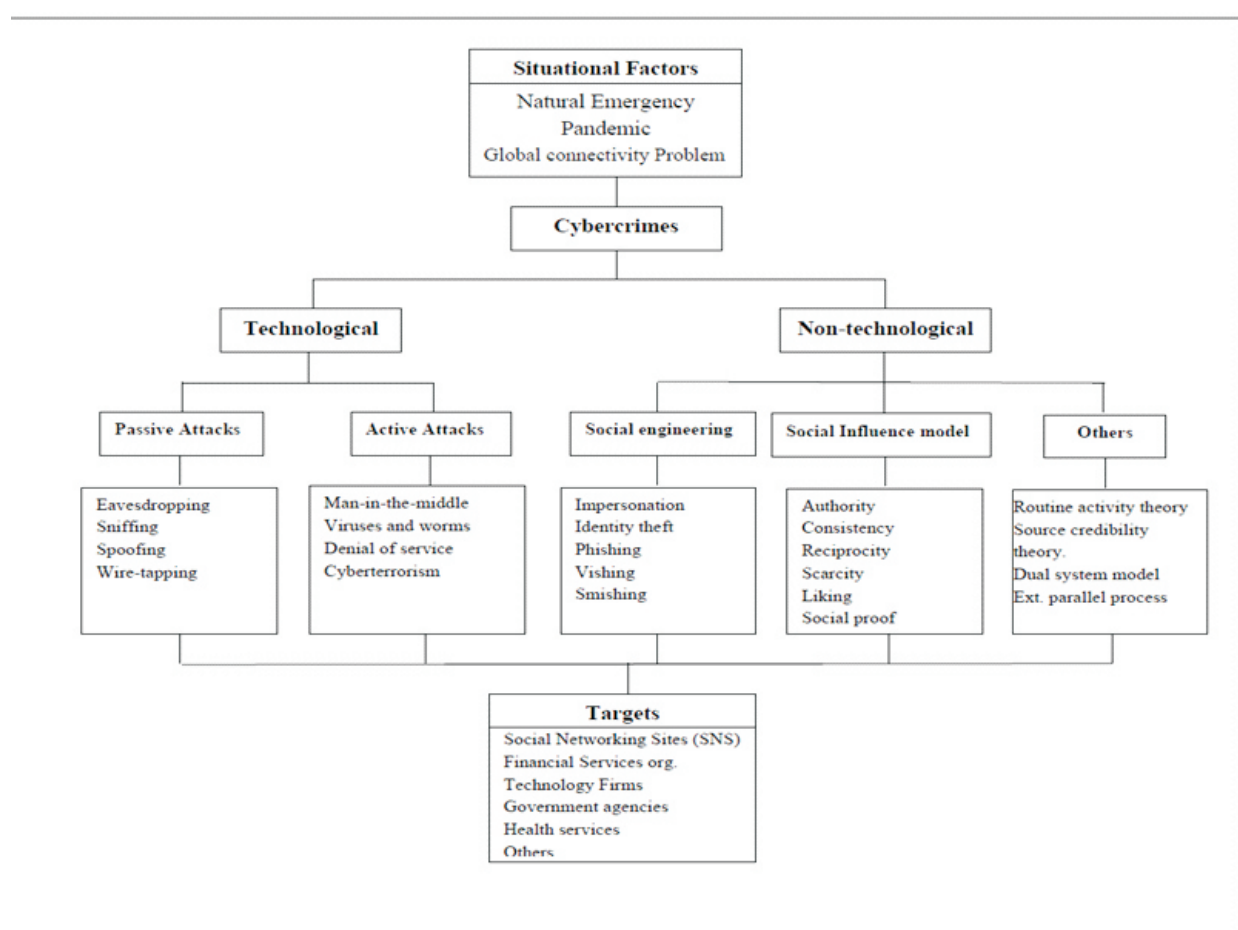 Situational Factors
Natural Emergency
Pandemic
Global connectivity Problem
Cybercrimes
Technological
Non-technological
Passive Attacks
Active Attacks
Social engineering
Social Influence model
Others
Eavesdropping
Sniffing
Spoofing
Wire-tapping
Man-in-the-middle
Viruses and worms
Denial of service
Cyberterrorism
Impersonation
Identity theft
Phishing
Vishing
Smishing
Authority
Consistency
Reciprocity
Scarcity
Liking
Social proof
Routine activity theory
Source credibility
theory.
Dual system model
Ext. parallel process
Targets
Social Networking Sites (SNS)
Financial Services org.
Technology Firms
Government agencies
Health services
Others